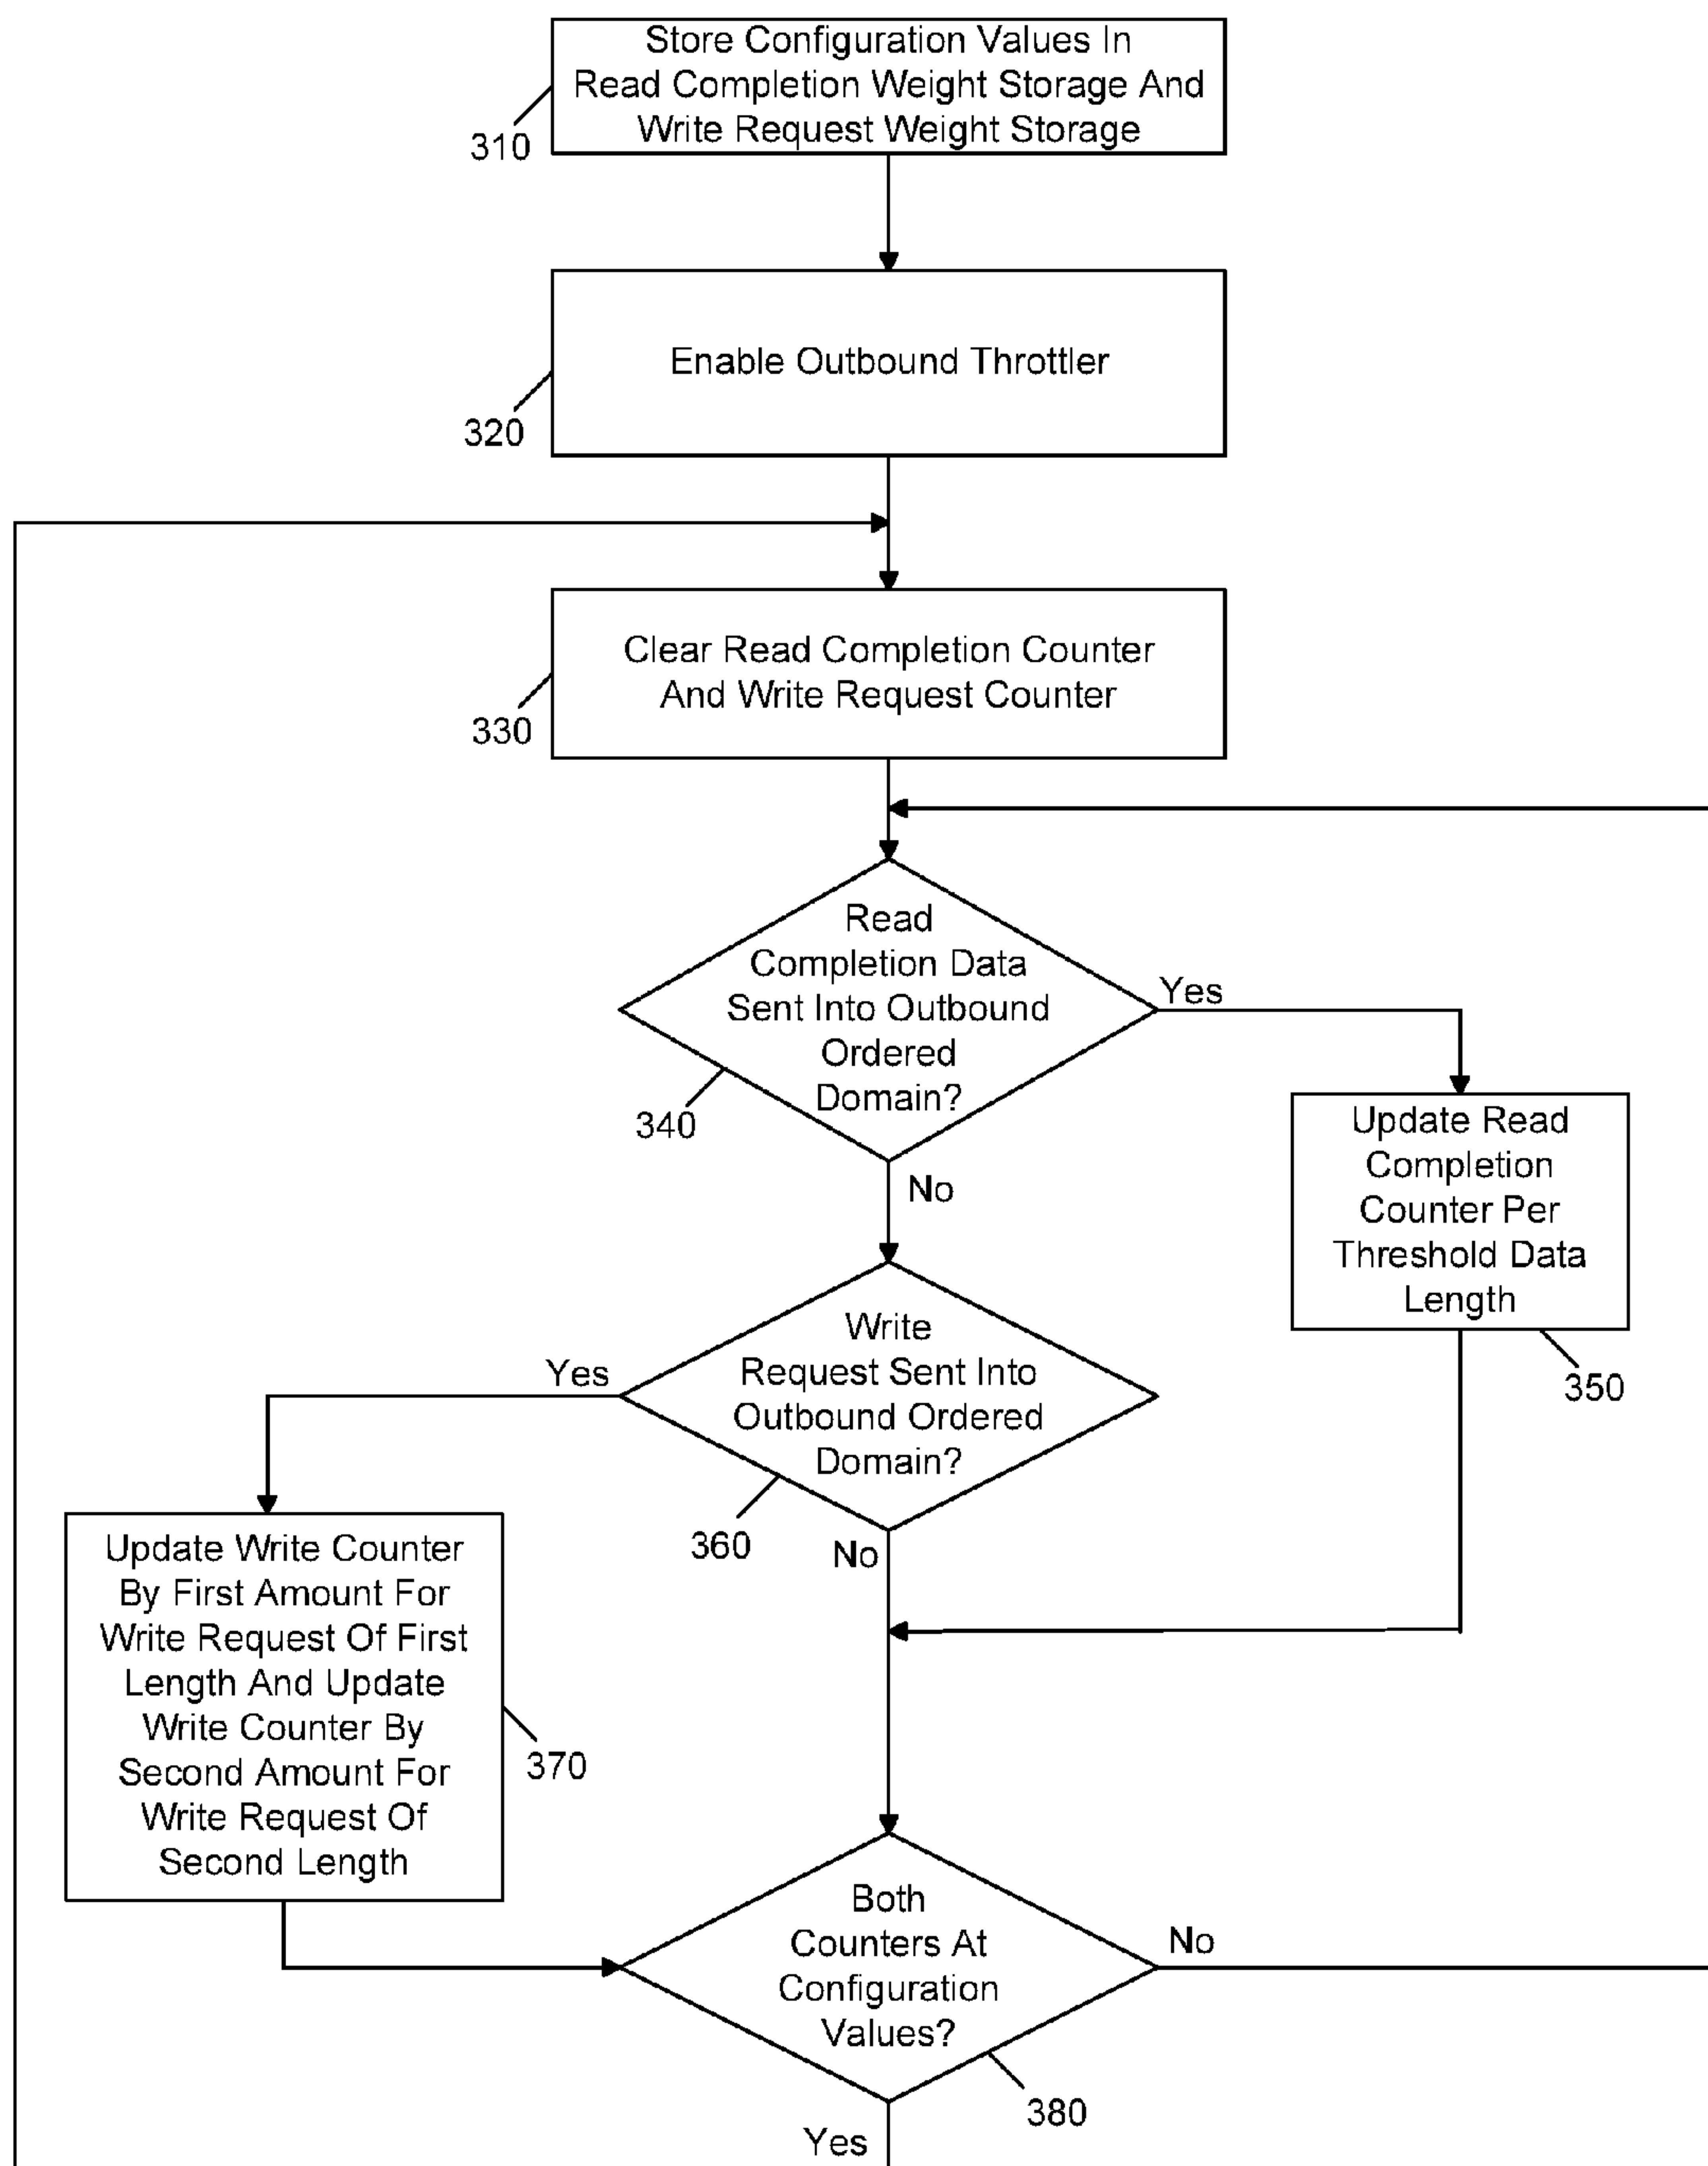 Store Configuration Values In
Read Completion Weight Storage And
Write Request Weight Storage
310
Enable Outbound Throttler
320
Clear Read Completion Counter
And Write Request Counter
330
Read
Completion Data
Sent Into Outbound
Ordered
Domain?
Yes
340
No
Update Read
Completion
Counter Per
Threshold Data
Length
350
Write
Request Sent Into
Outbound Ordered
Domain?
Yes
360
No
Update Write Counter
By First Amount For
Write Request Of First
Length And Update
Write Counter By
Second Amount For
Write Request Of
Second Length
370
Both
Counters At
Configuration
Values?
No
380
Yes